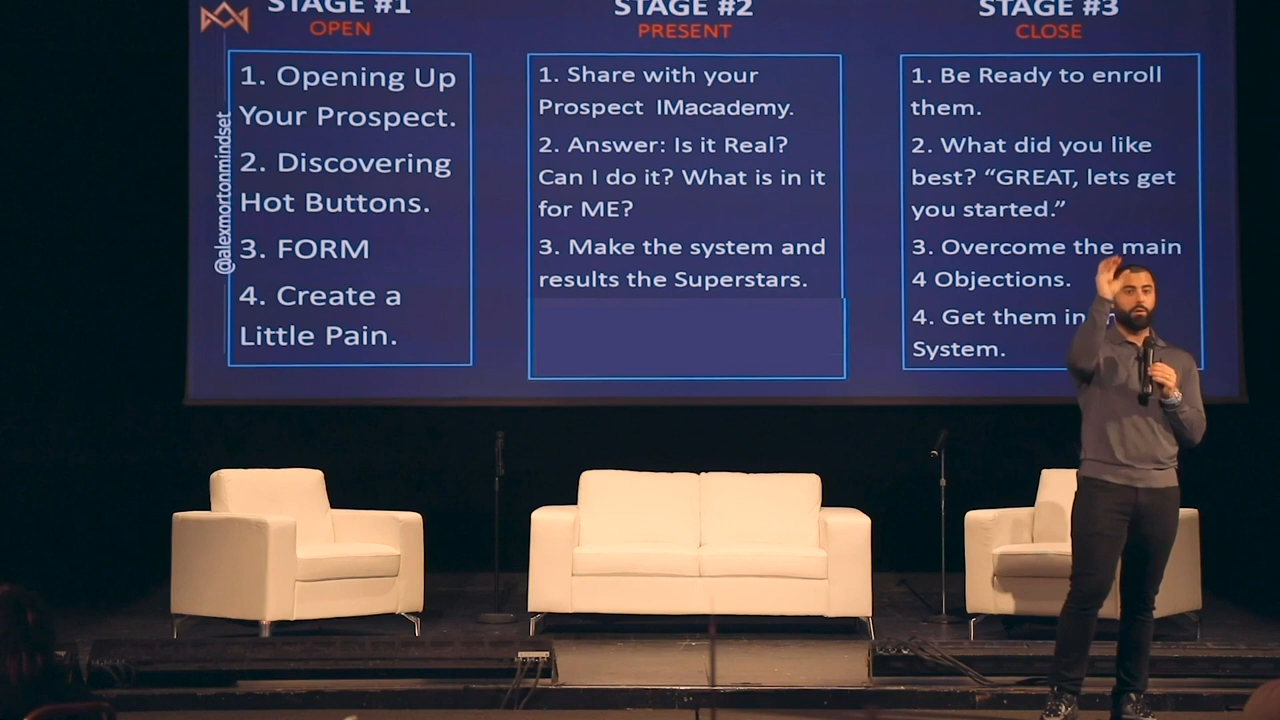 STAGE #1
OPEN
1. Opening Up
Your Prospect.
2. Discovering
Hot Buttons.
3. FORM
4. Create a
Little Pain.
STAGE #2
PRESENT
1. Share with your
Prospect IMacademy.
2. Answer: Is it Real?
Can I do it? What is in it
for ME?
3. Make the system and
results the Superstars.
STAGE #3
CLOSE
1. Be Ready to enroll
them.
2. What did you like
best? “GREAT, lets get
you started.”
3. Overcome the main
4 Objections.
4. Get them in
System.
@alexmortonmindset